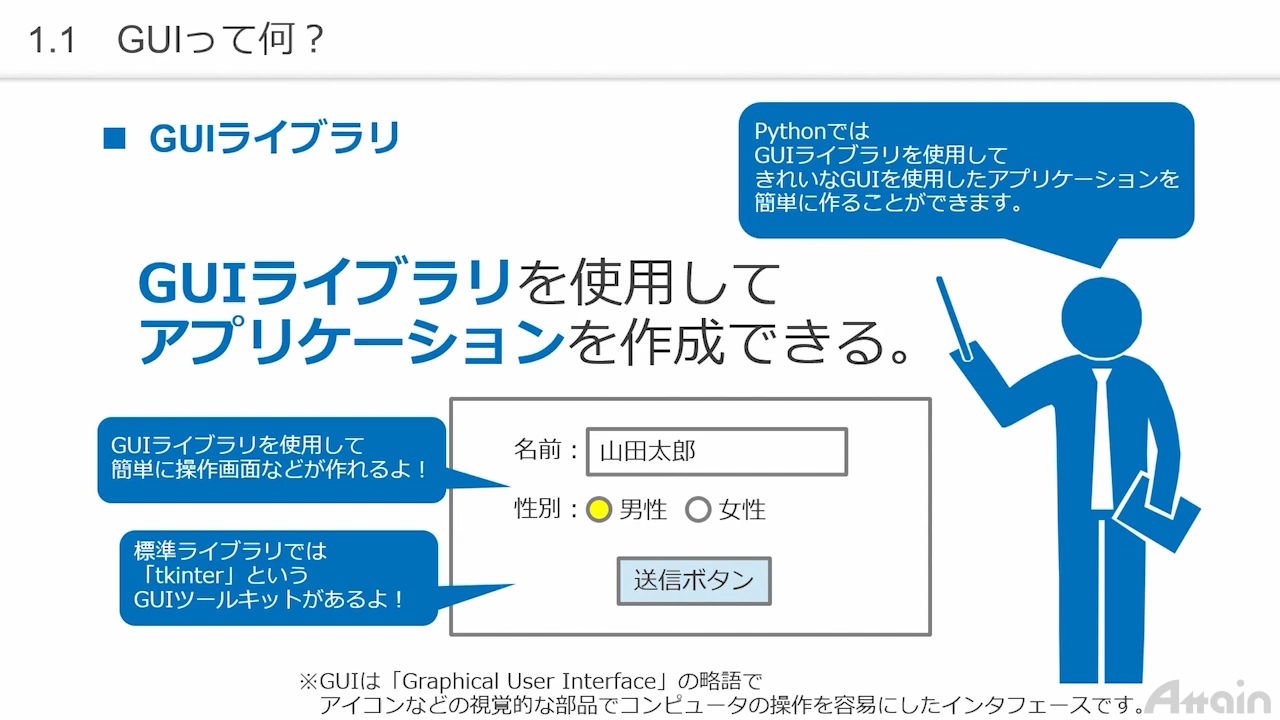 1.1 GUIって何？
■ GUIライブラリ
Pythonでは
GUIライブラリを使用して
きれいなGUIを使用したアプリケーションを
簡単に作ることができます。
GUIライブラリを使用して
アプリケーションを作成できる。
GUIライブラリを使用して
簡単に操作画面などが作れるよ！
標準ライブラリでは
「tkinter」という
GUIツールキットがあるよ！
名前：山田太郎
性別：男性 女性
送信ボタン
※GUIは「Graphical User Interface」の略語で
アイコンなどの視覚的な部品でコンピュータの操作を容易にしたインタフェースです。
Attain